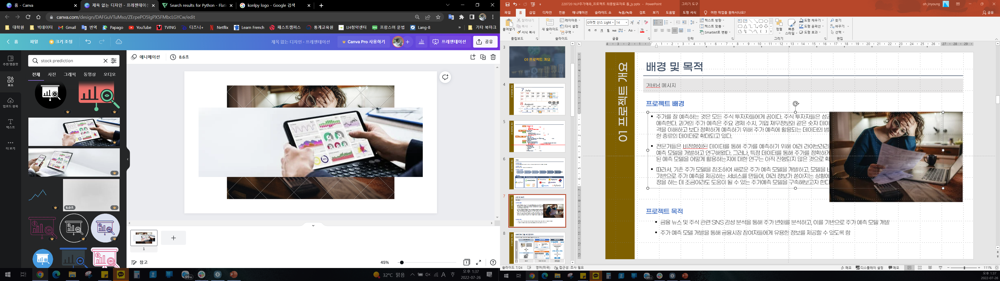 홈 - Canva
제목 없는 디자인 - 프레젠테이션
Search results for Python - Flati
konlpy logo - Google 검색
canva.com/design/DAFGuVTuMso/ZErpePO5lgPX5FMbcLGYCw/edit
대학원
빅데이터
Gmail
번역
Papago
YouTube
TVING
디즈니+
Netflix
Learn French
패스트캠퍼스
통계교육원
LH청약센터
프랑스어 문법
Lang-8
기타 북마크
홈
파일
크기 조정
제목 없는 디자인 - 프레젠테이션
Canva Pro 사용하기
프레젠테이션
공유
추천 템플릿
요소
업로드 항목
텍스트
더 보기
stock prediction
전체 사진 그래픽 동영상 오디오
5.0초
애니메이션
8.6초
1
참고
45%
1
99+
32°C 맑음
오후 1:37
2022-07-26
220720 NLP주가예측_프로젝트 최종발표자료 틀_jy.pptx - PowerPoint
그리기 도구
oh jinyoung
파일 홈 삽입 디자인 전환 애니메이션 슬라이드 쇼 녹음/녹화 검토 보기 도움말 도형 서식 어떤 작업을 원하시나요?
공유
붙여넣기
잘라내기
복사
서식 복사
클립보드
새 슬라이드
레이아웃
다시 설정
구역
슬라이드
G마켓 산스 Light
14
글꼴
텍스트 방향
텍스트 맞춤
SmartArt로 변환
단락
정렬
빠른 스타일
도형 채우기
도형 윤곽선
도형 효과
그리기
찾기
바꾸기
선택
편집
3
01 프로젝트 개요
4
7 July
8 August
2022
5
6
python
ANACONDA
PyTorch
7
배경 및 목적
8
01 프로젝트 개요
배경 및 목적
거버닝 메시지
프로젝트 배경
주가를 잘 예측하는 것은 모든 주식 투자자들에게 꿈이다. 주식 투자자들은 성공
예측한다. 과거의 주가 예측은 주요 경제 수치, 기업 재무정보와 같은 숫자 데이
격을 이해하고 보다 정확하게 예측하기 위해 주가 예측에 활용되는 데이터의 범
한 종류의 데이터로 확대되고 있다.
전문가들은 비정형화된 데이터를 통해 주가를 예측하기 위해 여러 라이브러리
예측 모델을 개발하고 연구해왔다. 그러나, 특정 데이터를 통해 주가를 정확하게
된 예측 모델을 어떻게 활용하는지에 대한 연구는 아직 진행되지 않은 것으로 확
따라서, 기존 주가 모델을 참조하여 새로운 주가 예측 모델을 개발하고, 모델을 바
기반으로 주가 예측을 제공하는 서비스를 만들어, 여러 정보가 쏟아지는 상황에
정을 하는 데 조금이라도 도움이 될 수 있는 주가예측 모델을 구축해보고자 한다
프로젝트 목적
금융 뉴스 및 주식 관련 SNS 감성 분석을 통해 주가 변화를 분석하고, 이를 기반으로 주가 예측 모델 개발
주가 예측 모델 개발을 통해 금융시장 참여자들에게 유용한 정보를 제공할 수 있도록 함
슬라이드 7/24
영어(미국)
접근성: 조사 필요
메모
디스플레이 설정
메모
111%
99+
오후 1:37
2022-07-26